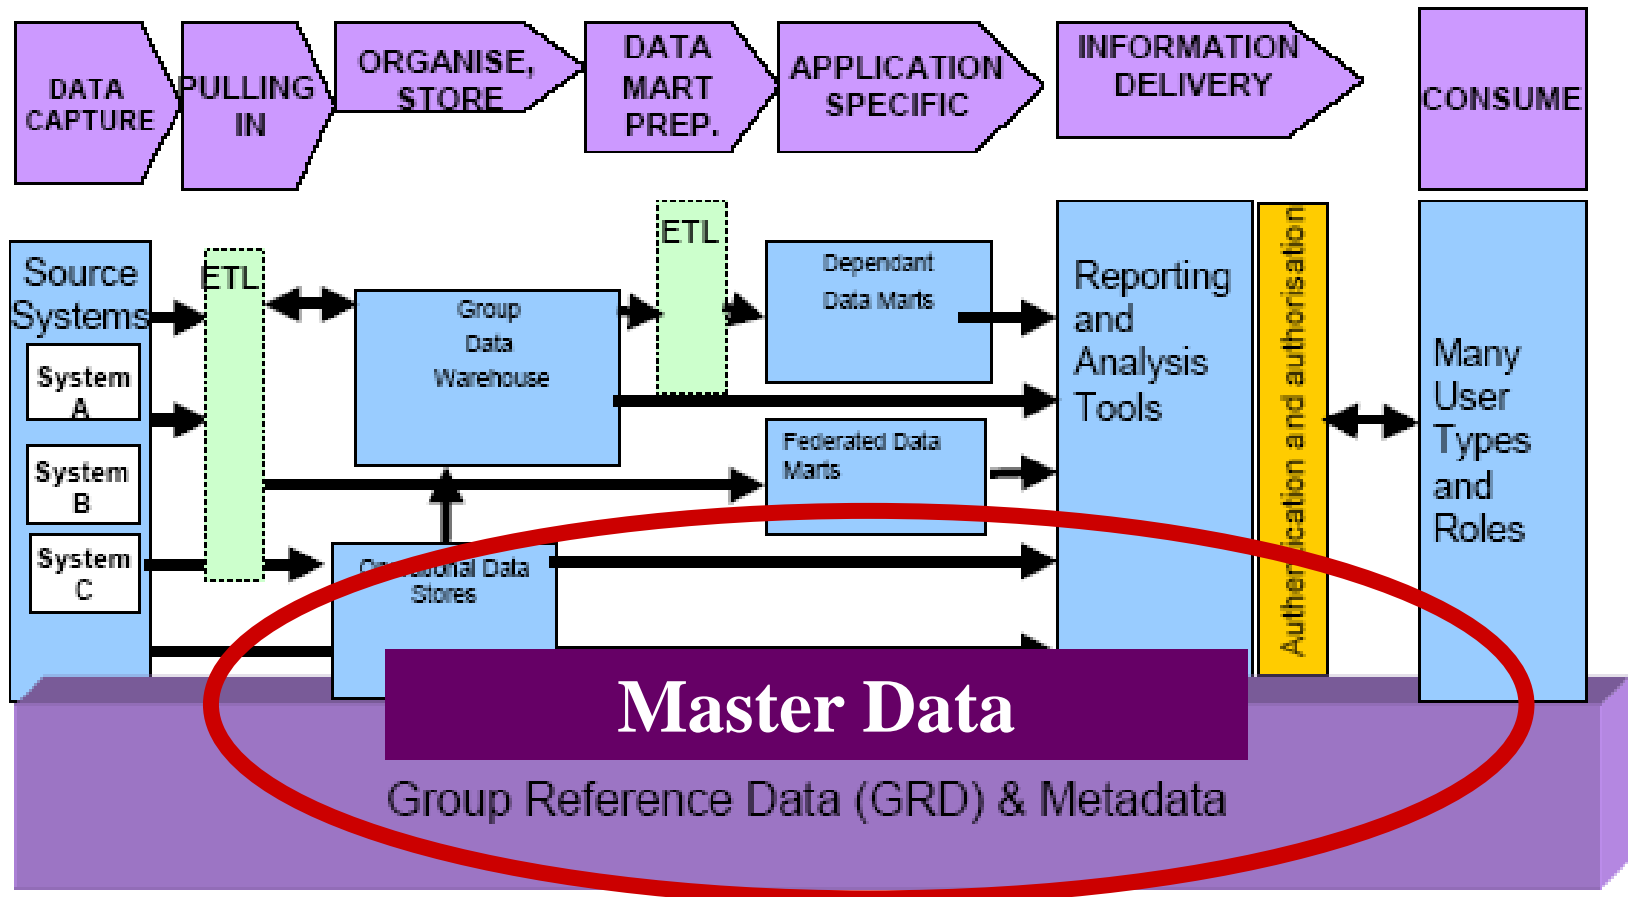 DATA
CAPTURE
PULLING
IN
ORGANISE,
STORE
DATA
MART
PREP.
APPLICATION
SPECIFIC
INFORMATION
DELIVERY
CONSUME
Source
Systems
System
A
System
B
System
C
ETL
Group
Data
Warehouse
Operational Data
Stores
ETL
Dependant
Data Marts
Federated Data
Marts
Reporting
and
Analysis
Tools
Authentication and authorisation
Many
User
Types
and
Roles
Master Data
Group Reference Data (GRD) & Metadata